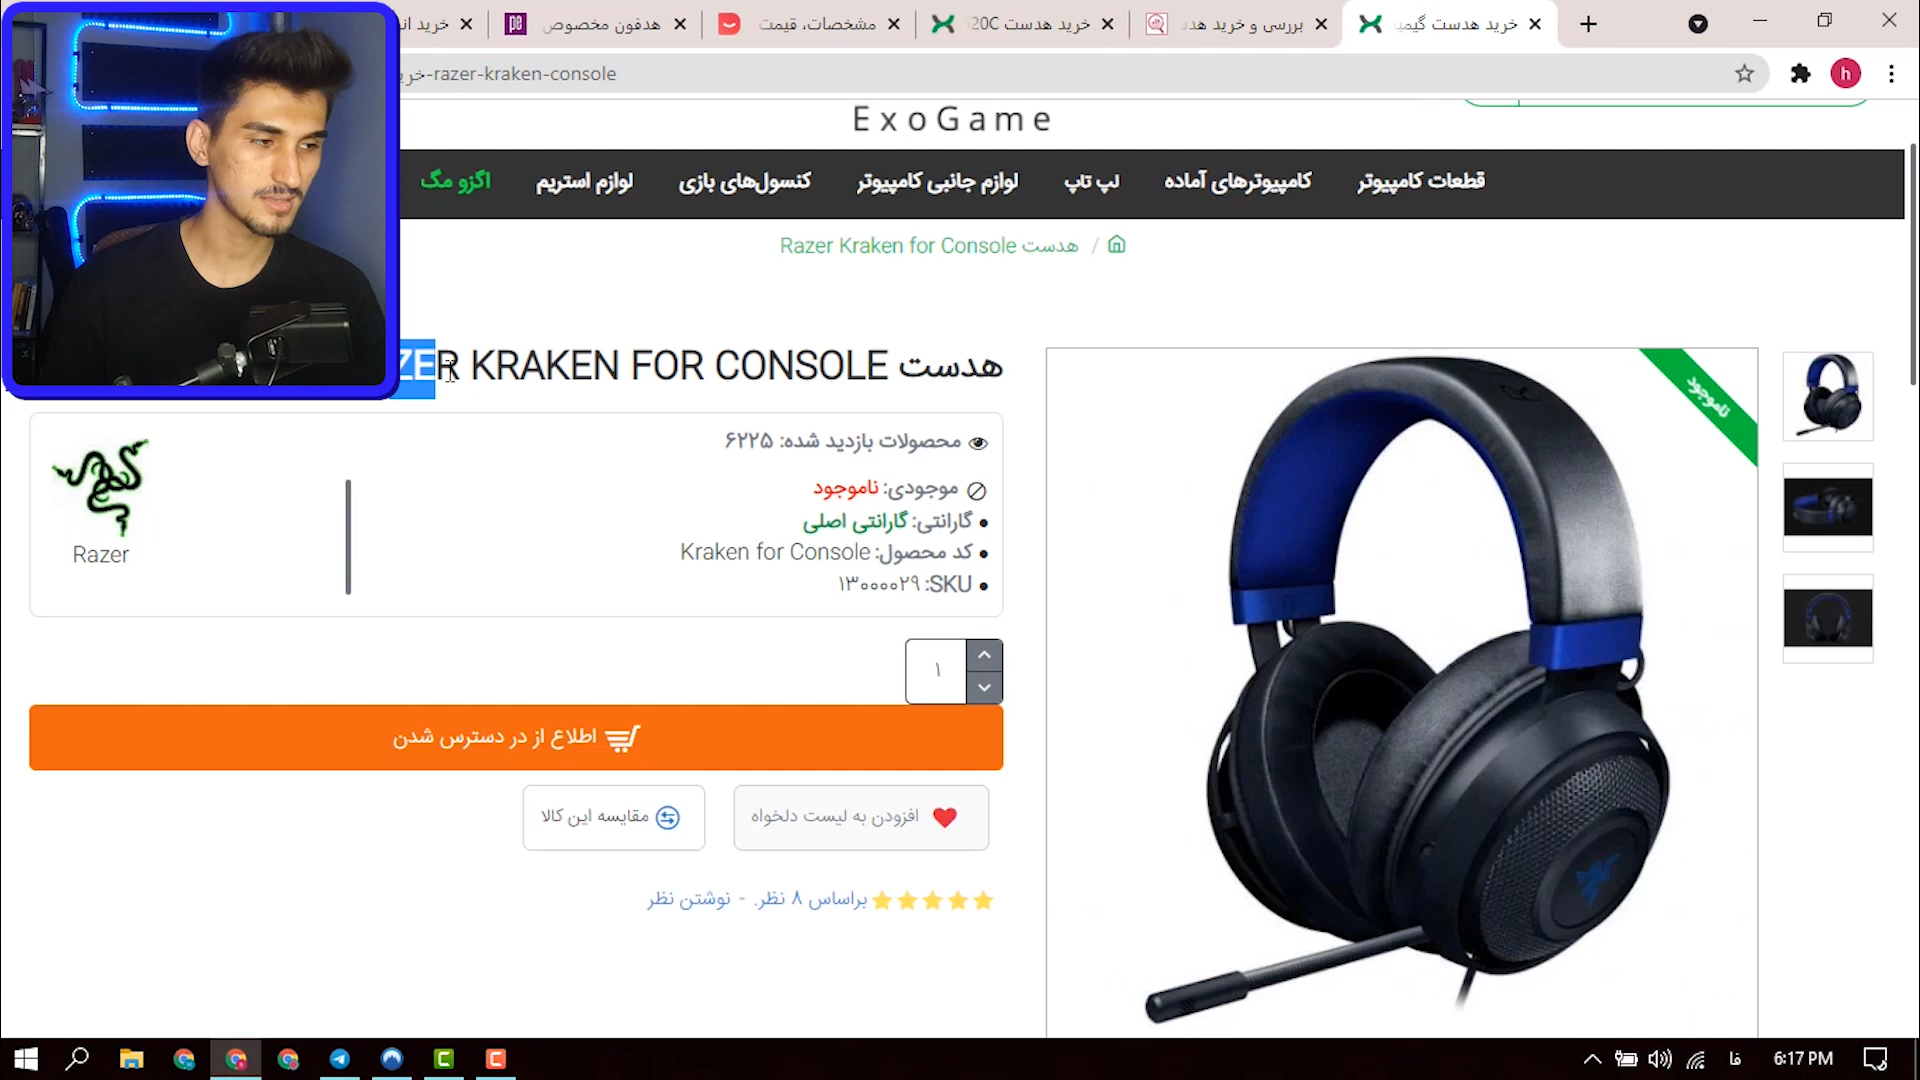 خرید ان
هدفون مخصوص
مشخصات، قیمت
خرید هدست 20C
بررسی و خرید هد
خرید هدست گیمی
خر-razer-kraken-console
h
ExoGame
قطعات کامپیوتر
کامپیوترهای آماده
لپ تاپ
لوازم جانبی کامپیوتر
کنسول‌های بازی
لوازم استریم
اگزو مگ
هدست Razer Kraken for Console /
هدست ZER KRAKEN FOR CONSOLE
ناموجود
محصولات بازدید شده: ۶۲۲۵
موجودی: ناموجود
گارانتی: گارانتی اصلی
کد محصول: Kraken for Console
SKU: ۱۳۰۰۰۰۲۹
Razer
۱
اطلاع از در دسترس شدن
افزودن به لیست دلخواه
مقایسه این کالا
براساس ۸ نظر. - نوشتن نظر
فا
6:17 PM